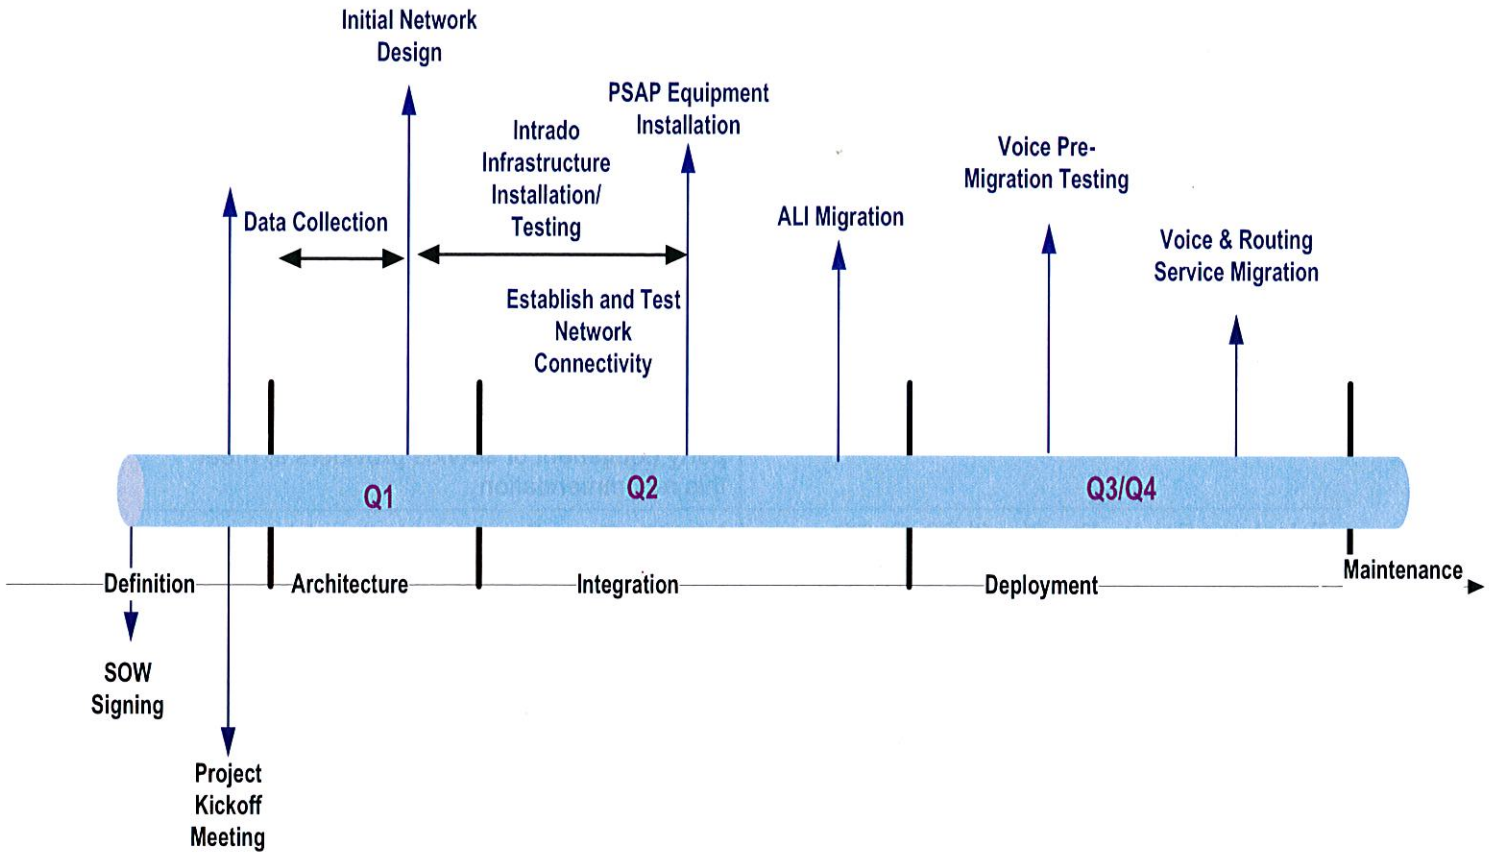 Initial Network
Design
PSAP Equipment
Installation
Intrado
Infrastructure
Installation/
Testing
Voice Pre-
Migration Testing
Data Collection
ALI Migration
Voice & Routing
Service Migration
Establish and Test
Network
Connectivity
Q1
Q2
Q3/Q4
Definition
Architecture
Integration
Deployment
Maintenance
SOW
Signing
Project
Kickoff
Meeting